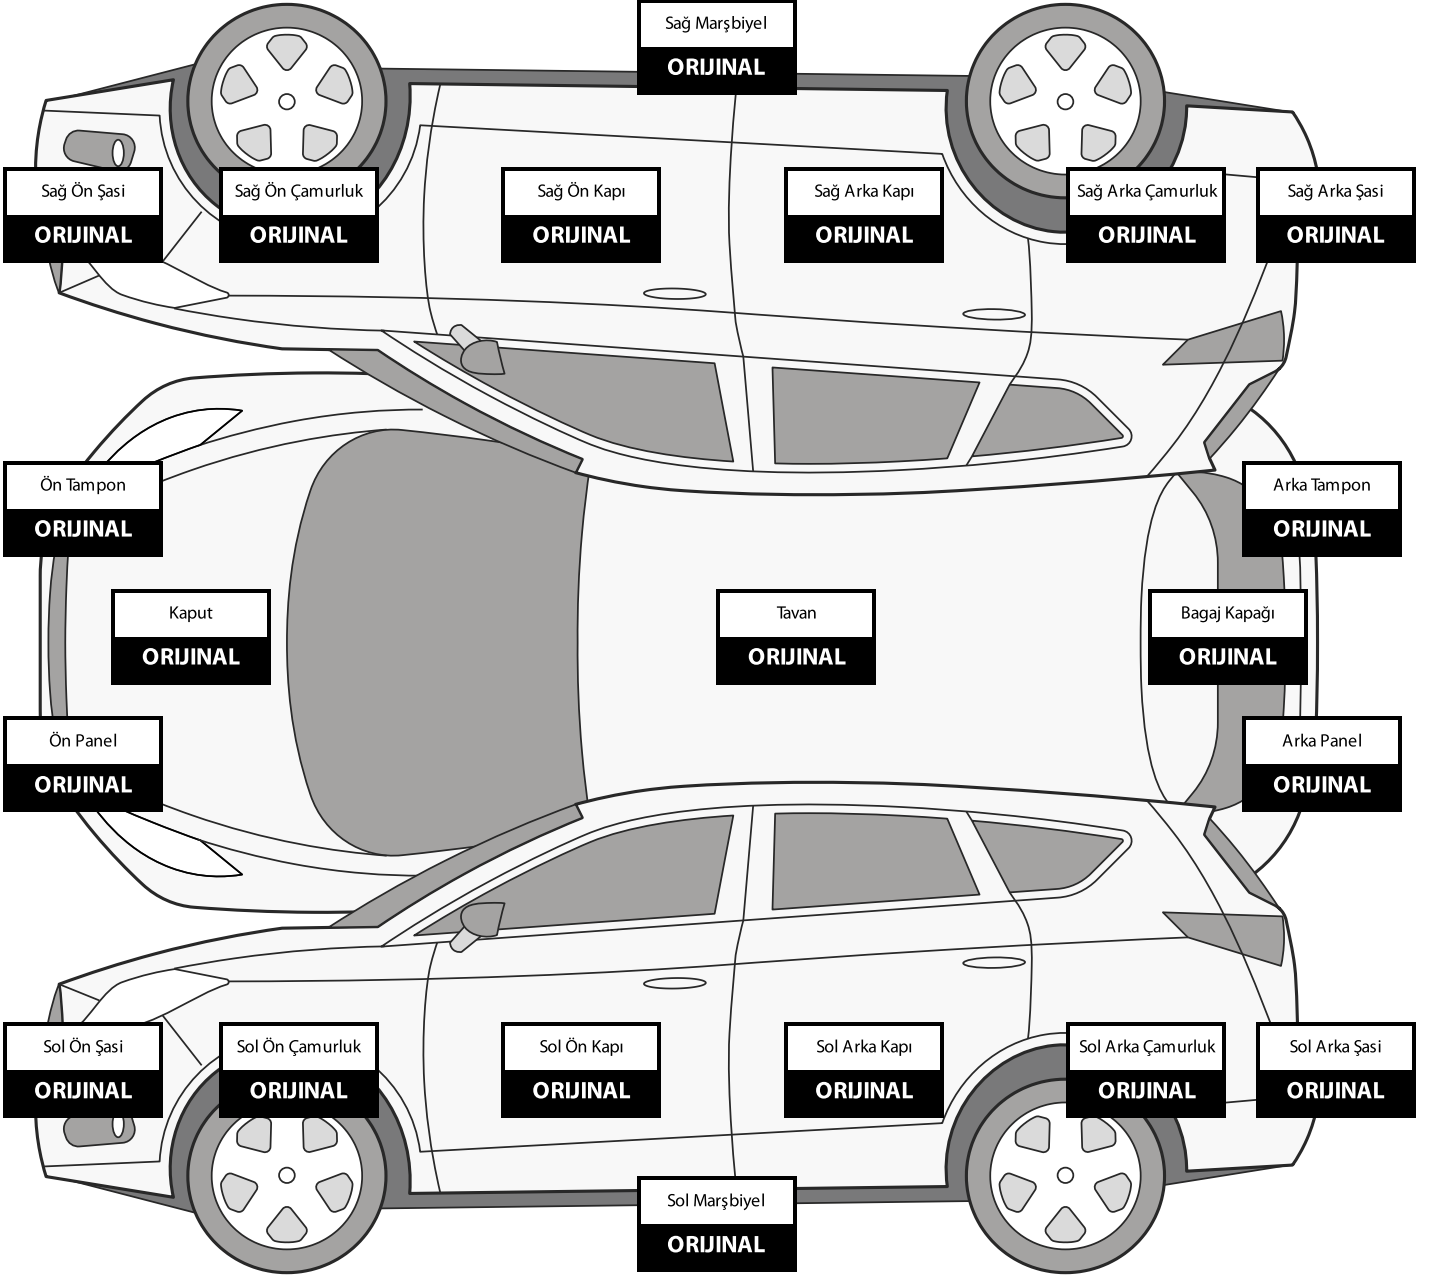 Sağ Marşbiyel
ORIJINAL
Sağ Ön Şasi
ORIJINAL
Sağ Ön Çamurluk
ORIJINAL
Sağ Ön Kapı
ORIJINAL
Sağ Arka Kapı
ORIJINAL
Sağ Arka Çamurluk
ORIJINAL
Sağ Arka Şasi
ORIJINAL
Ön Tampon
ORIJINAL
Arka Tampon
ORIJINAL
Kaput
ORIJINAL
Tavan
ORIJINAL
Bagaj Kapağı
ORIJINAL
Ön Panel
ORIJINAL
Arka Panel
ORIJINAL
Sol Ön Şasi
ORIJINAL
Sol Ön Çamurluk
ORIJINAL
Sol Ön Kapı
ORIJINAL
Sol Arka Kapı
ORIJINAL
Sol Arka Çamurluk
ORIJINAL
Sol Arka Şasi
ORIJINAL
Sol Marşbiyel
ORIJINAL